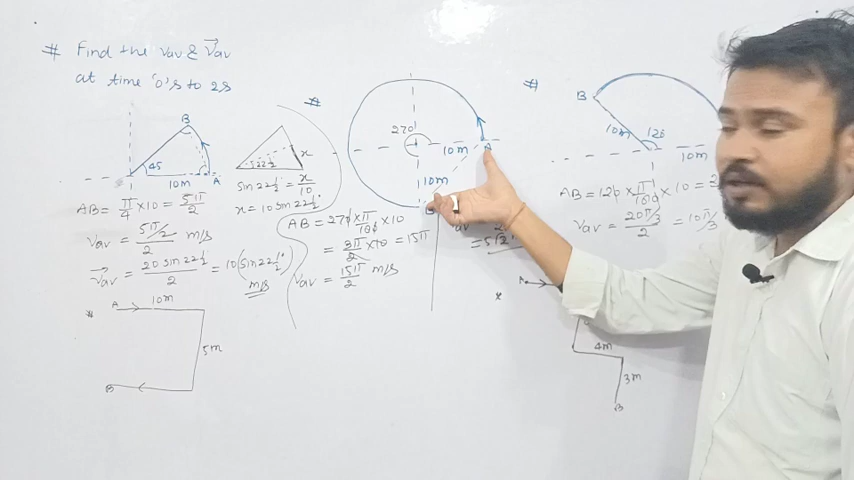 # Find the Vav & V⃗av
at time '0's to 2s
B
45
10m
A
AB = π/4 × 10 = 5π/2
Vav = (5π/2)/2 m/s
V⃗av = 20 sin 22½/2 = 10(sin 22½°) m/s
22½
x
sin 22½ = x/10
x = 10 sin 22½°
#
270
10m
A
10m
AB = 270 × π/180 × 10
= 3π/2 × 10 = 15π
Vav = 15π/2 m/s
= 5√2
#
B
10m
120
10m
AB = 120 × π/180 × 10 =
Vav = (20π/3)/2 = 10π/3
*
A
10m
5m
B
*
A
4m
3m
B